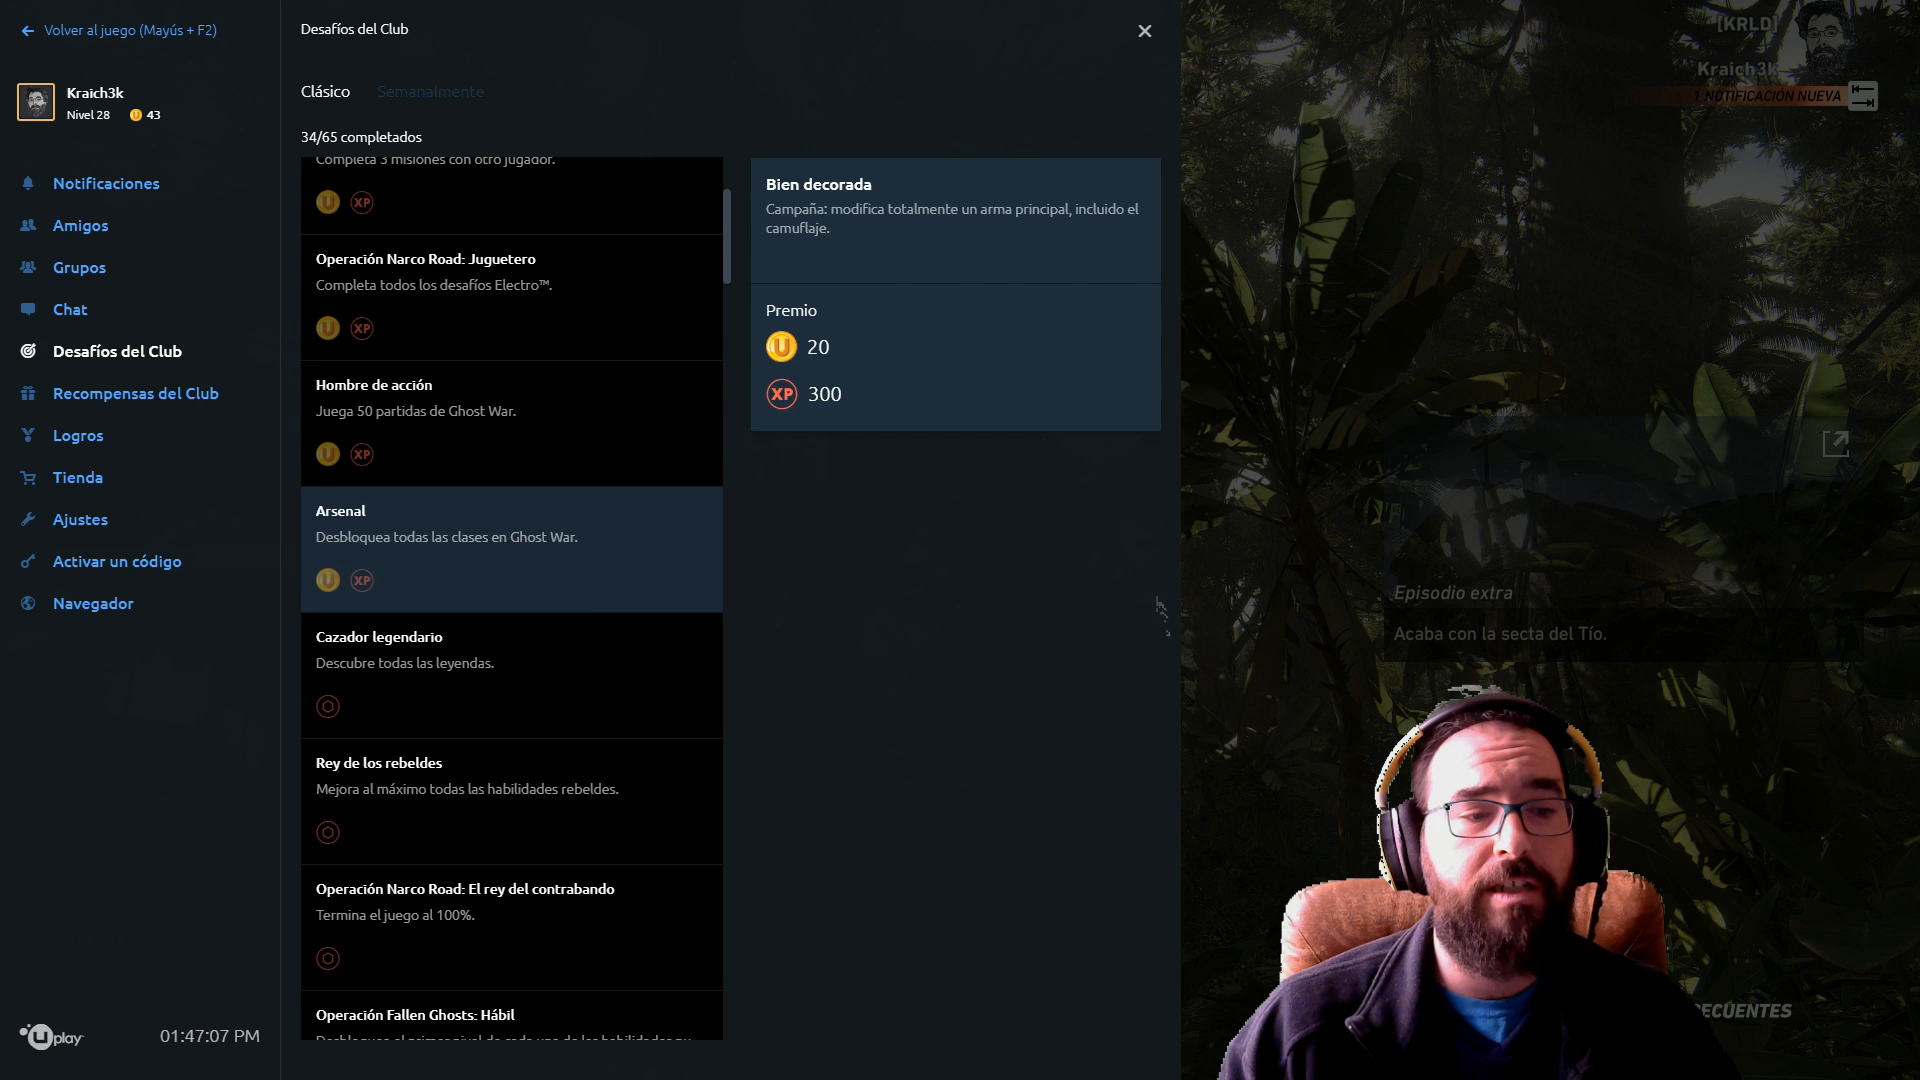 Volver al juego (Mayús + F2)
Kraich3k
Nivel 28
43
Notificaciones
Amigos
Grupos
Chat
Desafíos del Club
Recompensas del Club
Logros
Tienda
Ajustes
Activar un código
Navegador
uplay
01:47:07 PM
Desafíos del Club
Clásico
Semanalmente
34/65 completados
Completa 3 misiones con otro jugador.
U XP
Operación Narco Road: Juguetero
Completa todos los desafíos Electro™.
U XP
Hombre de acción
Juega 50 partidas de Ghost War.
U XP
Arsenal
Desbloquea todas las clases en Ghost War.
U XP
Cazador legendario
Descubre todas las leyendas.
Rey de los rebeldes
Mejora al máximo todas las habilidades rebeldes.
Operación Narco Road: El rey del contrabando
Termina el juego al 100%.
Operación Fallen Ghosts: Hábil
Bien decorada
Campaña: modifica totalmente un arma principal, incluido el
camuflaje.
Premio
U 20
XP 300
[KRLD]
Kraich3k
1 NOTIFICACIÓN NUEVA
Episodio extra
Acaba con la secta del Tío.
ECUENTES